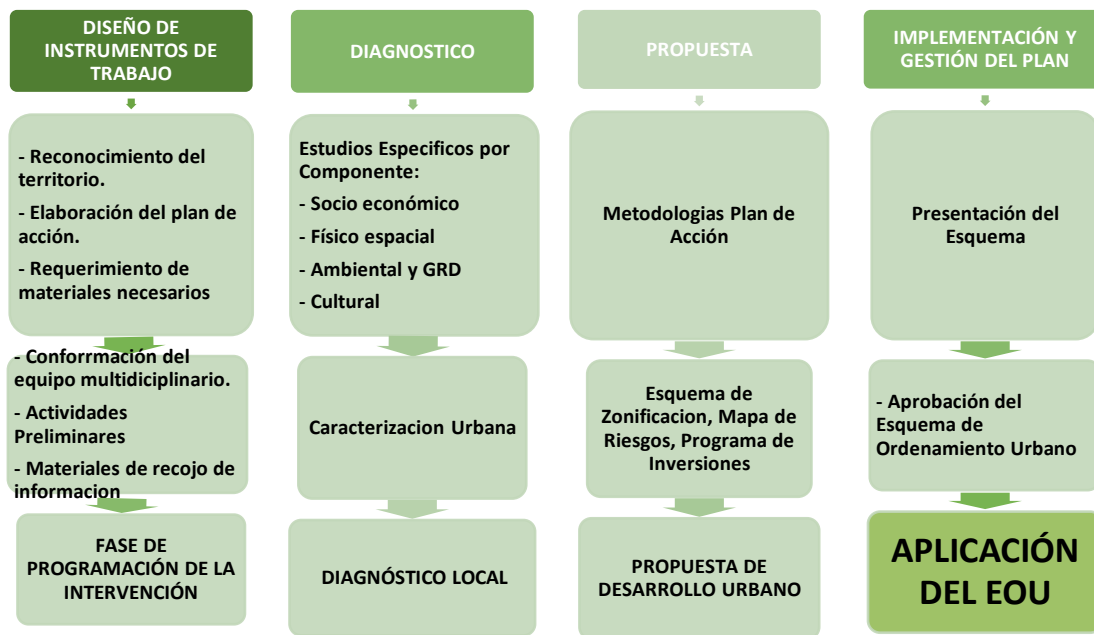 DISEÑO DE
INSTRUMENTOS DE
TRABAJO
- Reconocimiento del
territorio.
- Elaboración del plan de
acción.
- Requerimiento de
materiales necesarios
- Conforrmación del
equipo multidiciplinario.
- Actividades
Preliminares
- Materiales de recojo de
informacion
FASE DE
PROGRAMACIÓN DE LA
INTERVENCIÓN
DIAGNOSTICO
Estudios Especificos por
Componente:
- Socio económico
- Físico espacial
- Ambiental y GRD
- Cultural
Caracterizacion Urbana
DIAGNÓSTICO LOCAL
PROPUESTA
Metodologias Plan de
Acción
Esquema de
Zonificacion, Mapa de
Riesgos, Programa de
Inversiones
PROPUESTA DE
DESARROLLO URBANO
IMPLEMENTACIÓN Y
GESTIÓN DEL PLAN
Presentación del
Esquema
- Aprobación del
Esquema de
Ordenamiento Urbano
APLICACIÓN
DEL EOU